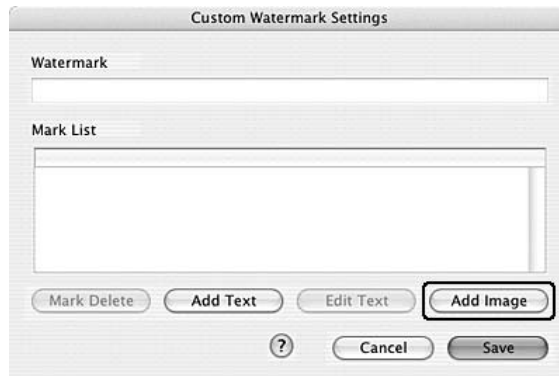 Custom Watermark Settings
Watermark
Mark List
Mark Delete Add Text Edit Text Add Image
? Cancel Save